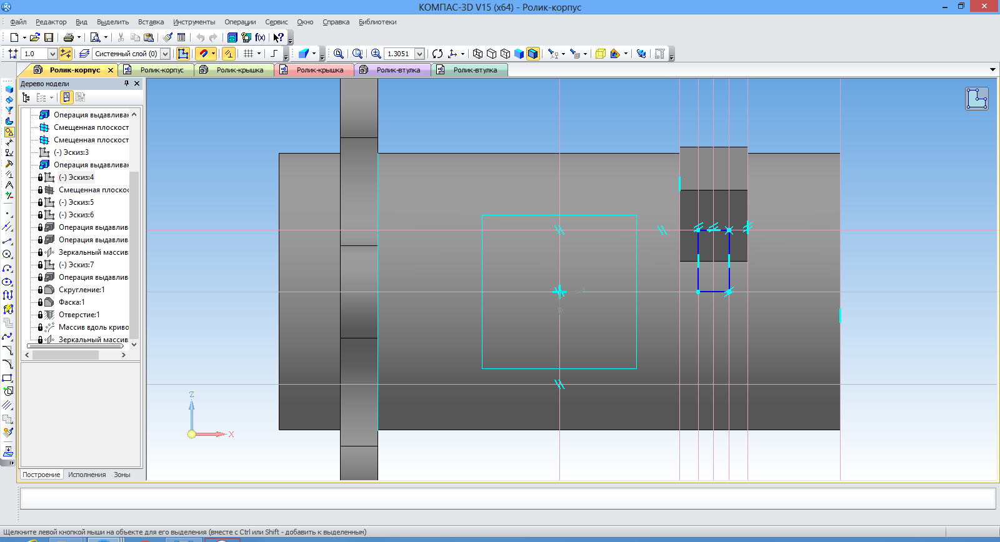 КОМПАС-3D V15 (x64) - Ролик-корпус
Файл Редактор Вид Выделить Вставка Инструменты Операции Сервис Окно Справка Библиотеки
f(x)
1.0 Системный слой (0) 1.3051
Ролик-корпус Ролик-корпус Ролик-крышка Ролик-крышка Ролик-втулка Ролик-втулка
Дерево модели
Операция выдавливан
Смещенная плоскост
Смещенная плоскост
(-) Эскиз:3
Операция выдавливан
(-) Эскиз:4
Смещенная плоскос
(-) Эскиз:5
(-) Эскиз:6
Операция выдавлив
Операция выдавлив
Зеркальный массив:
(-) Эскиз:7
Операция выдавлив
Скругление:1
Фаска:1
Отверстие:1
Массив вдоль криво
Зеркальный массив:
Z
X
Построение Исполнения Зоны
Щелкните левой кнопкой мыши на объекте для его выделения (вместе с Ctrl или Shift - добавить к выделенным)